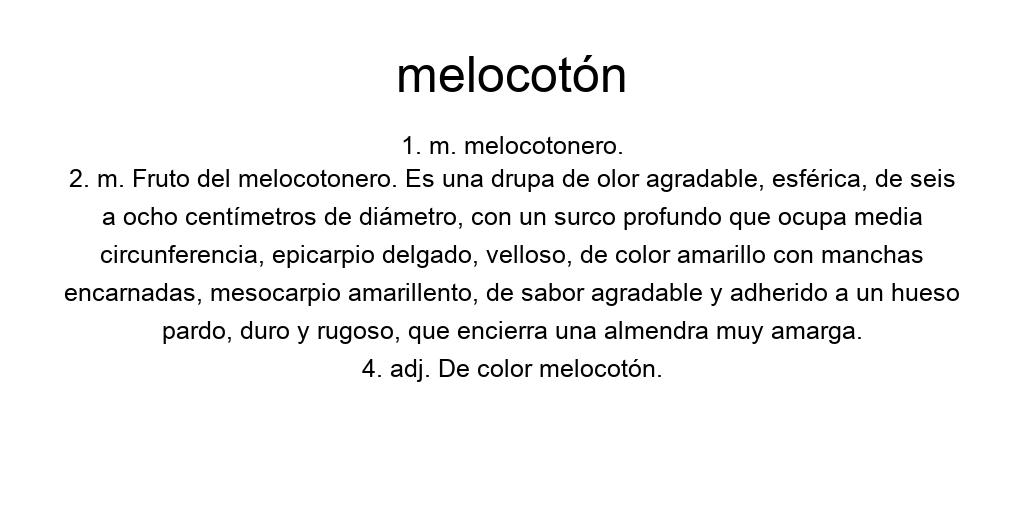 melocotón
1. m. melocotonero.
2. m. Fruto del melocotonero. Es una drupa de olor agradable, esférica, de seis
a ocho centímetros de diámetro, con un surco profundo que ocupa media
circunferencia, epicarpio delgado, velloso, de color amarillo con manchas
encarnadas, mesocarpio amarillento, de sabor agradable y adherido a un hueso
pardo, duro y rugoso, que encierra una almendra muy amarga.
4. adj. De color melocotón.